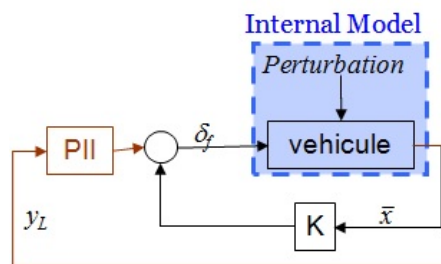 Internal Model
Perturbation
PII
δf
vehicule
yL
K
x̄